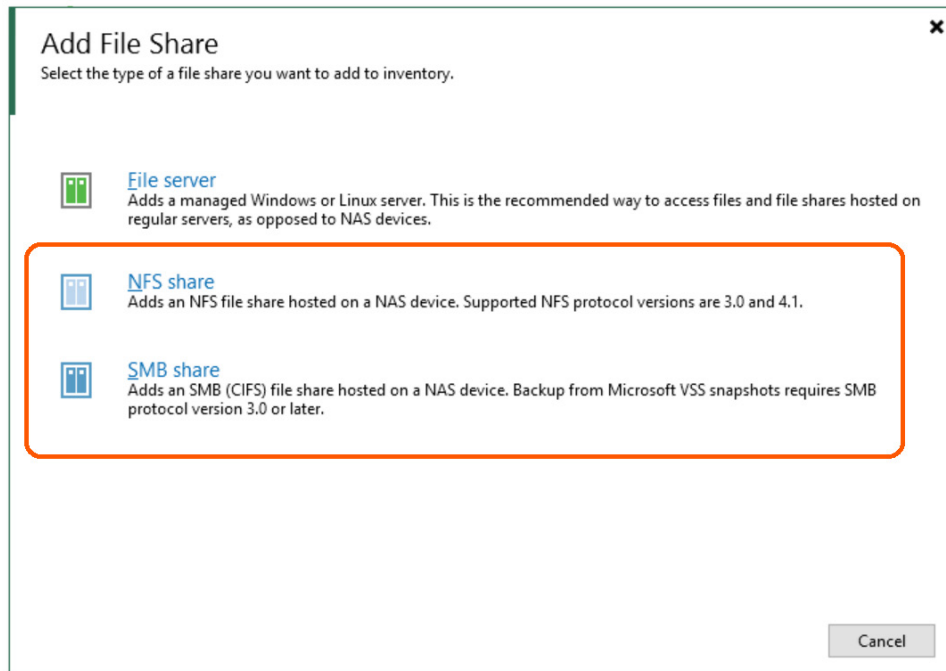 Add File Share
Select the type of a file share you want to add to inventory.
File server
Adds a managed Windows or Linux server. This is the recommended way to access files and file shares hosted on
regular servers, as opposed to NAS devices.
NFS share
Adds an NFS file share hosted on a NAS device. Supported NFS protocol versions are 3.0 and 4.1.
SMB share
Adds an SMB (CIFS) file share hosted on a NAS device. Backup from Microsoft VSS snapshots requires SMB
protocol version 3.0 or later.
Cancel